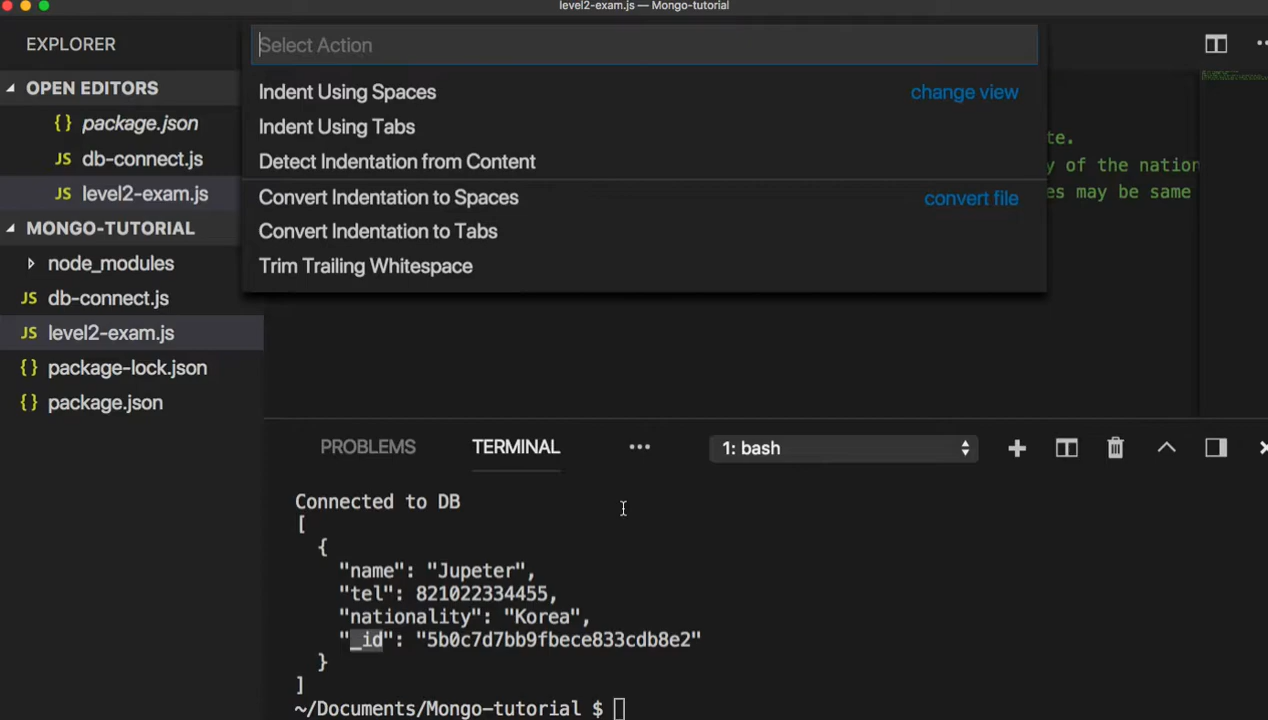 level2-exam.js — Mongo-tutorial
EXPLORER
OPEN EDITORS
{} package.json
JS db-connect.js
JS level2-exam.js
MONGO-TUTORIAL
node_modules
JS db-connect.js
JS level2-exam.js
{} package-lock.json
{} package.json
Select Action
Indent Using Spaces change view
Indent Using Tabs
Detect Indentation from Content
Convert Indentation to Spaces convert file
Convert Indentation to Tabs
Trim Trailing Whitespace
te.
y of the nation
es may be same
PROBLEMS TERMINAL ••• 1: bash
Connected to DB
[
{
"name": "Jupeter",
"tel": 821022334455,
"nationality": "Korea",
"_id": "5b0c7d7bb9fbece833cdb8e2"
}
]
~/Documents/Mongo-tutorial $